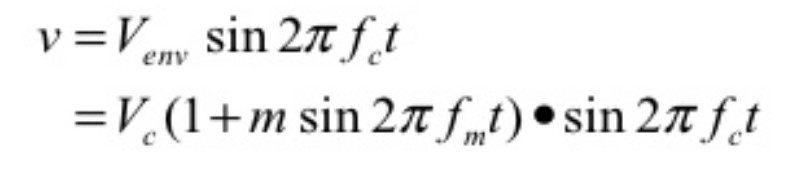 v = V_env sin 2π f_c t
= V_c (1 + m sin 2π f_m t) • sin 2π f_c t